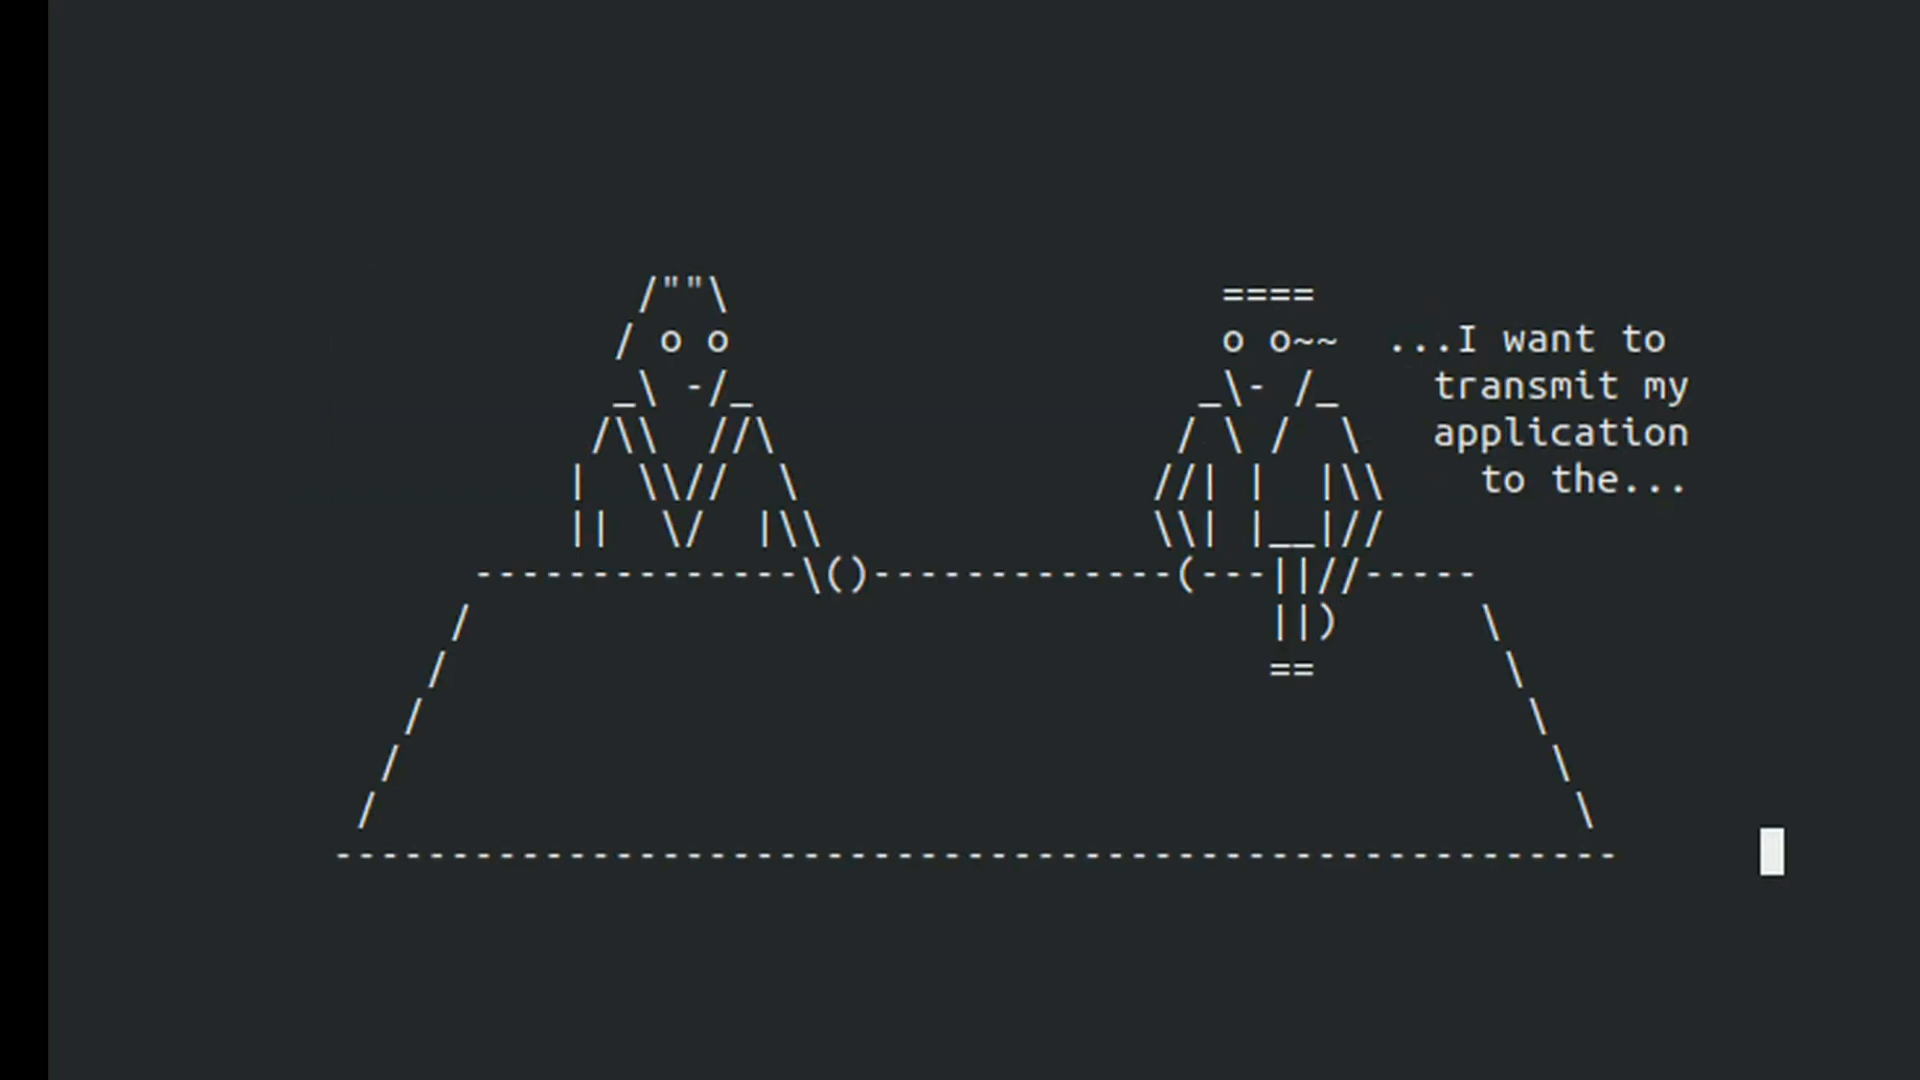 ...I want to
transmit my
application
to the...